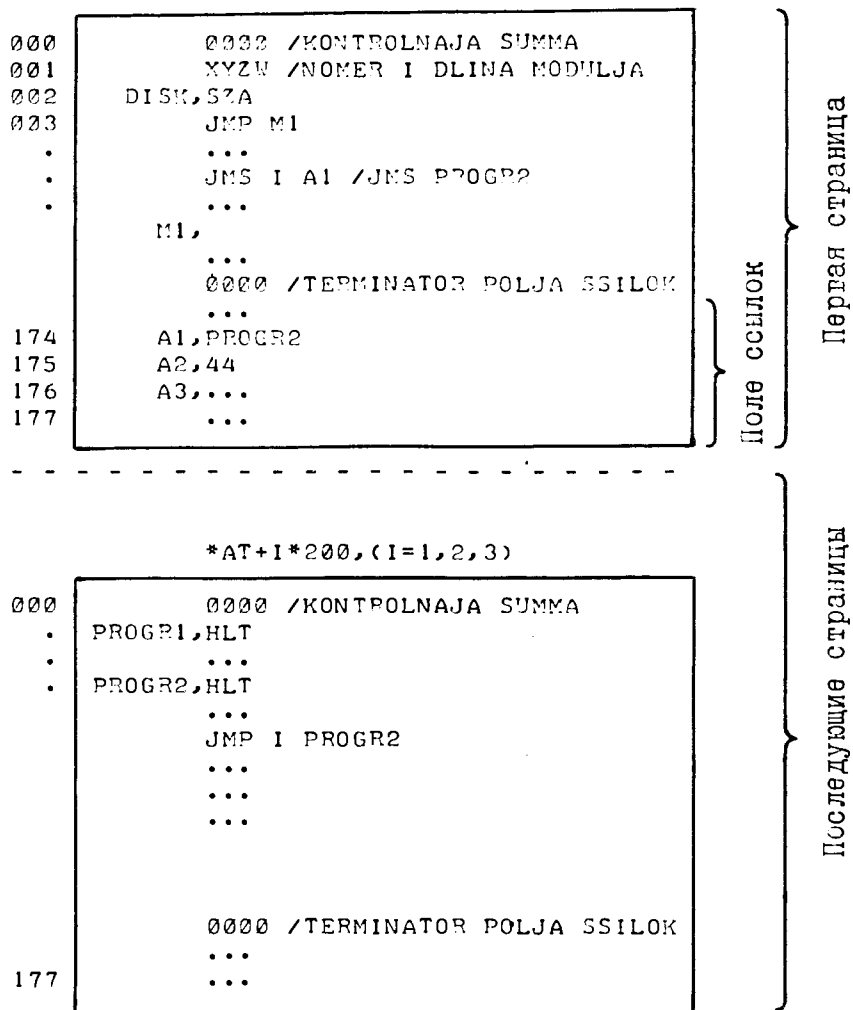 000 0000 /KONTROLNAJA SUMMA
001 XYZW /NOMER I DLINA MODULJA
002 DISK,SZA
003 JMP M1
. ...
. JMS I A1 /JMS PROGR2
. ...
M1,
...
0000 /TERMINATOR POLJA SSILOK
...
174 A1,PROGR2
175 A2,44
176 A3,...
177 ...
Поле ссылок
Первая страница
*AT+I*200,(I=1,2,3)
000 0000 /KONTROLNAJA SUMMA
. PROGR1,HLT
. ...
. PROGR2,HLT
...
JMP I PROGR2
...
...
...
0000 /TERMINATOR POLJA SSILOK
...
177 ...
Последующие страницы